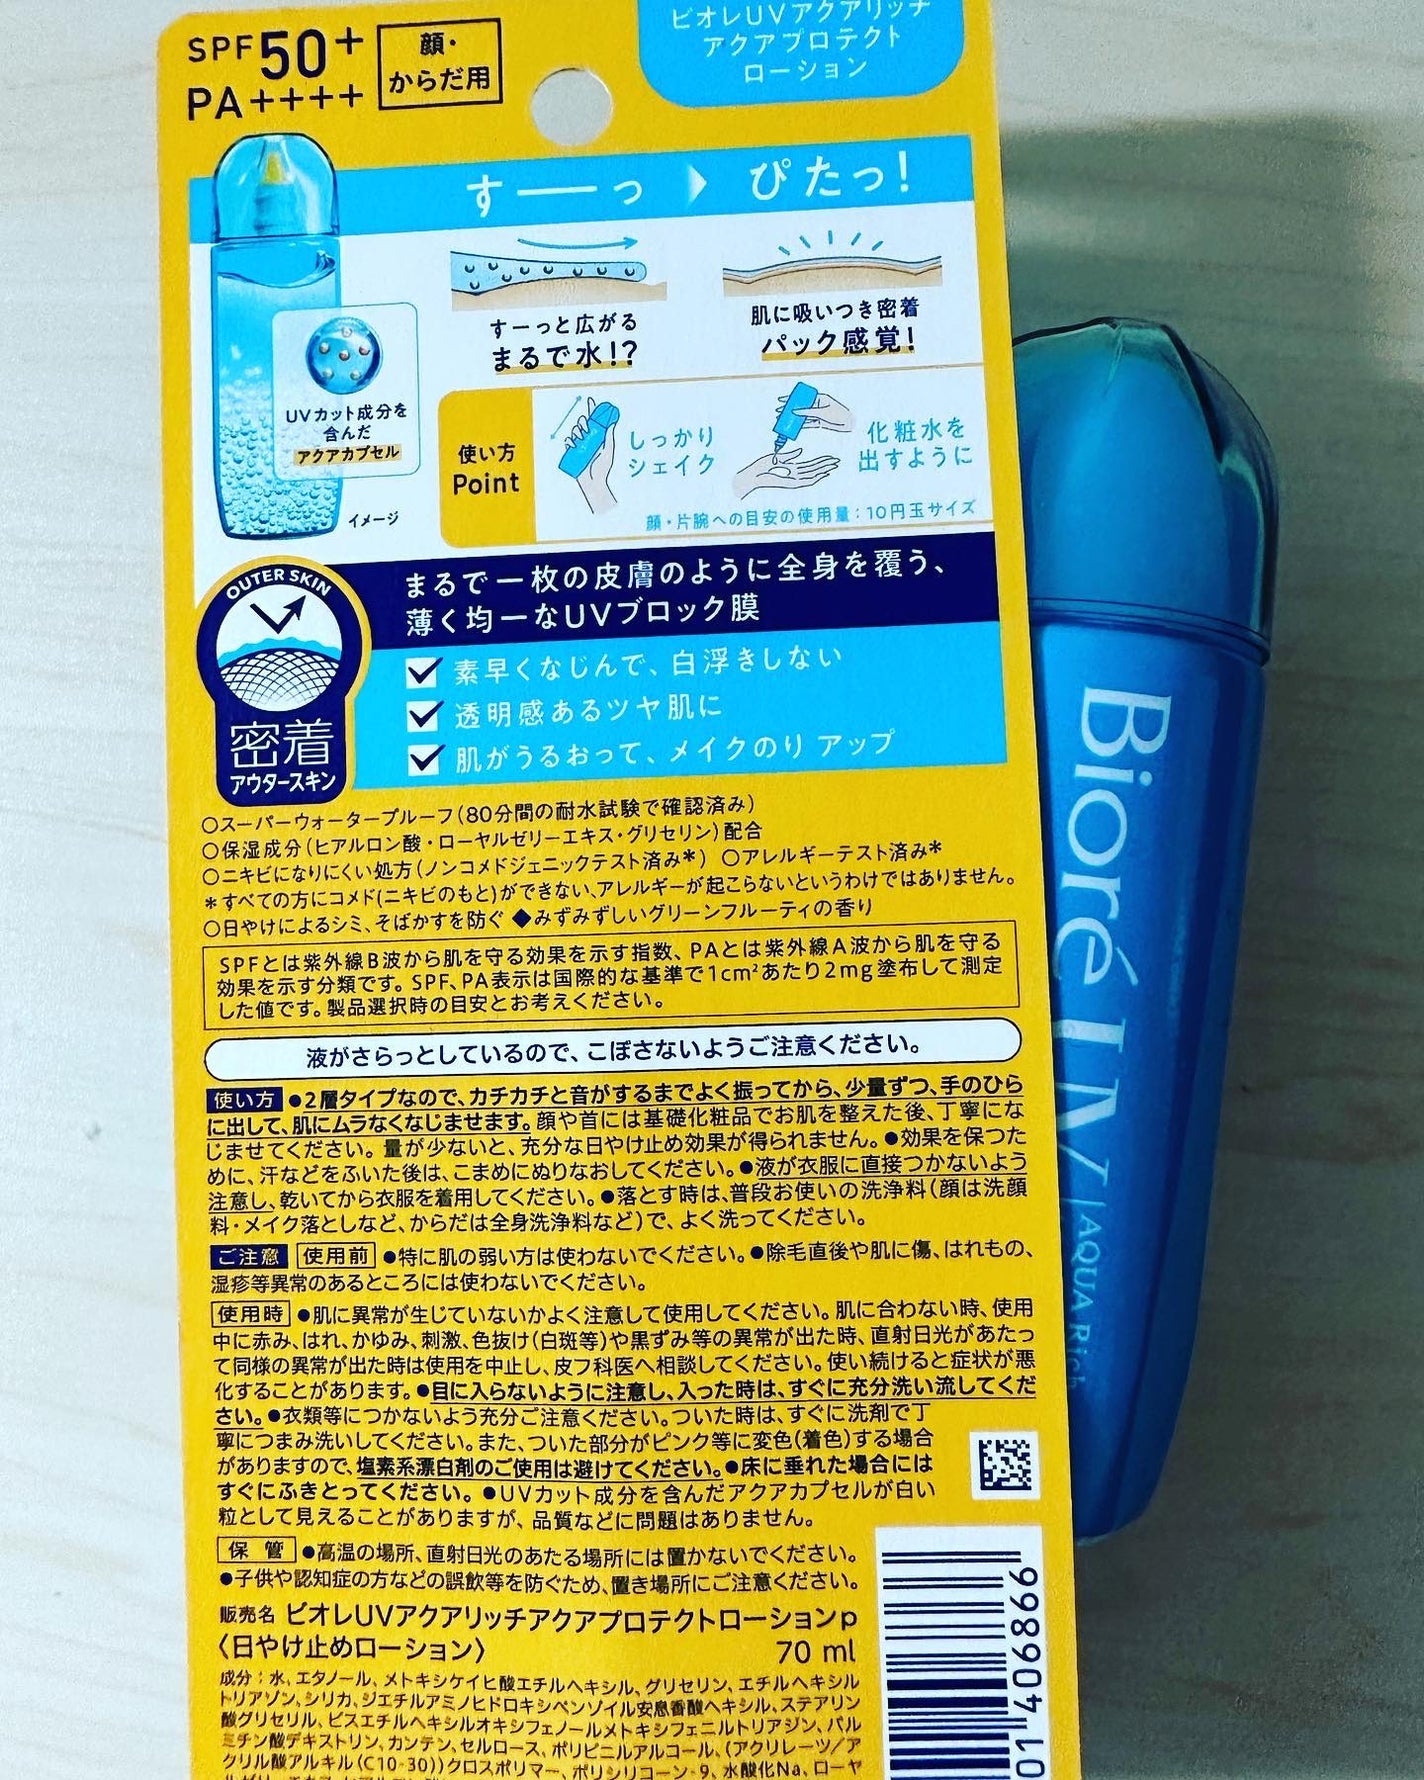 SPF50+
PA++++
顔・
からだ用
ビオレUVアクアリッチ
アクアプロテクト
ローション
すーーっ
ぴたっ!
すーっと広がる
まるで水!?
肌に吸いつき密着
パック感覚!
UVカット成分を
含んだ
アクアカプセル
イメージ
使い方
Point
しっかり
シェイク
化粧水を
出すように
顔・片腕への目安の使用量:10円玉サイズ
OUTER SKIN
密着
アウタースキン
まるで一枚の皮膚のように全身を覆う、
薄く均一なUVブロック膜
素早くなじんで、白浮きしない
透明感あるツヤ肌に
肌がうるおって、メイクのり アップ
○スーパーウォータープルーフ(80分間の耐水試験で確認済み)
○保湿成分(ヒアルロン酸・ローヤルゼリーエキス・グリセリン)配合
○ニキビになりにくい処方(ノンコメドジェニックテスト済み*) ○アレルギーテスト済み*
*すべての方にコメド(ニキビのもと)ができない、アレルギーが起こらないというわけではありません。
○日やけによるシミ、そばかすを防ぐ ◆みずみずしいグリーンフルーティの香り
SPFとは紫外線B波から肌を守る効果を示す指数、PAとは紫外線A波から肌を守る
効果を示す分類です。SPF、PA表示は国際的な基準で1cm²あたり2mg塗布して測定
した値です。製品選択時の目安とお考えください。
液がさらっとしているので、こぼさないようご注意ください。
使い方 ●2層タイプなので、カチカチと音がするまでよく振ってから、少量ずつ、手のひら
に出して、肌にムラなくなじませます。顔や首には基礎化粧品でお肌を整えた後、丁寧にな
じませてください。量が少ないと、充分な日やけ止め効果が得られません。●効果を保つた
めに、汗などをふいた後は、こまめにぬりなおしてください。●液が衣服に直接つかないよう
注意し、乾いてから衣服を着用してください。●落とす時は、普段お使いの洗浄料(顔は洗顔
料・メイク落としなど、からだは全身洗浄料など)で、よく洗ってください。
ご注意 使用前 ●特に肌の弱い方は使わないでください。●除毛直後や肌に傷、はれもの、
湿疹等異常のあるところには使わないでください。
使用時 ●肌に異常が生じていないかよく注意して使用してください。肌に合わない時、使用
中に赤み、はれ、かゆみ、刺激、色抜け(白斑等)や黒ずみ等の異常が出た時、直射日光があたっ
て同様の異常が出た時は使用を中止し、皮フ科医へ相談してください。使い続けると症状が悪
化することがあります。●目に入らないように注意し、入った時は、すぐに充分洗い流してくだ
さい。●衣類等につかないよう充分ご注意ください。ついた時は、すぐに洗剤で丁
寧につまみ洗いしてください。また、ついた部分がピンク等に変色(着色)する場合
がありますので、塩素系漂白剤のご使用は避けてください。●床に垂れた場合には
すぐにふきとってください。●UVカット成分を含んだアクアカプセルが白い
粒として見えることがありますが、品質などに問題はありません。
保 管 ●高温の場所、直射日光のあたる場所には置かないでください。
●子供や認知症の方などの誤飲等を防ぐため、置き場所にご注意ください。
販売名 ビオレUVアクアリッチアクアプロテクトローションp
〈日やけ止めローション〉 70 ml
成分:水、エタノール、メトキシケイヒ酸エチルヘキシル、グリセリン、エチルヘキシル
トリアゾン、シリカ、ジエチルアミノヒドロキシベンゾイル安息香酸ヘキシル、ステアリン
酸グリセリル、ビスエチルヘキシルオキシフェノールメトキシフェニルトリアジン、パル
ミチン酸デキストリン、カンテン、セルロース、ポリビニルアルコール、(アクリレーツ/ア
クリル酸アルキル(C10-30))クロスポリマー、ポリシリコーン-9、水酸化Na、ローヤ
Bioré UV AQUA Rich